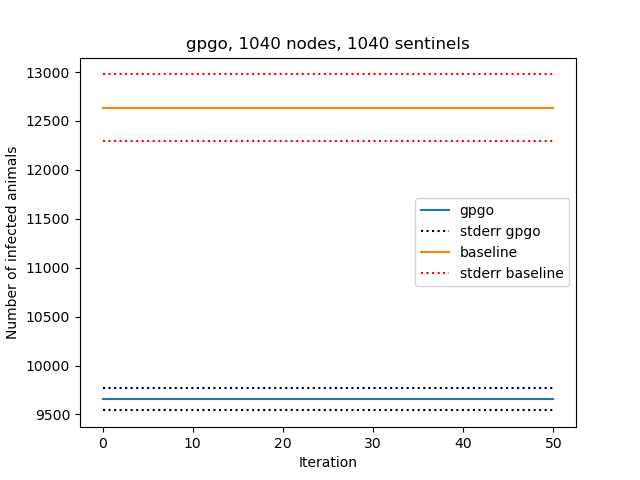 gpgo, 1040 nodes, 1040 sentinels
13000
12500
12000
11500
11000
10500
10000
9500
Number of infected animals
gpgo
stderr gpgo
baseline
stderr baseline
0 10 20 30 40 50
Iteration